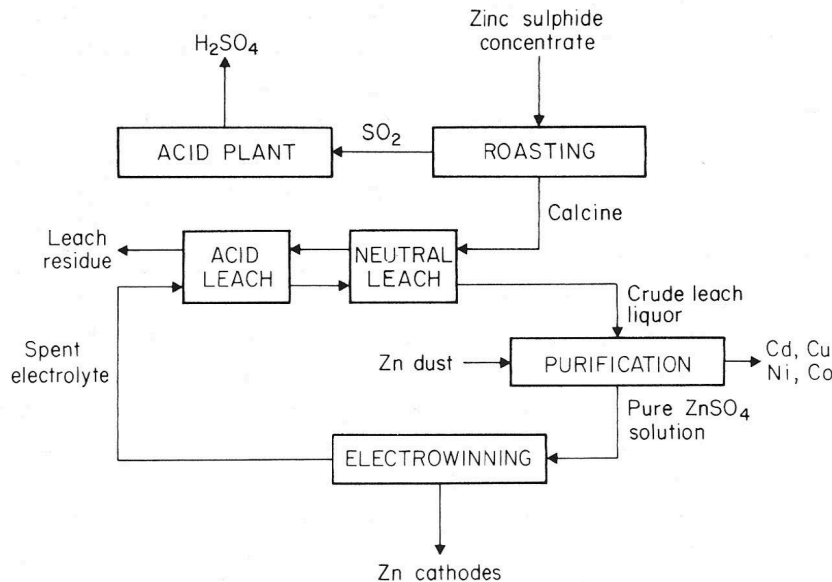 Zinc sulphide
concentrate
H₂SO₄
SO₂
ACID PLANT
ROASTING
Calcine
Leach
residue
ACID
LEACH
NEUTRAL
LEACH
Crude leach
liquor
Spent
electrolyte
Zn dust
PURIFICATION
Cd, Cu
Ni, Co
Pure ZnSO₄
solution
ELECTROWINNING
Zn cathodes